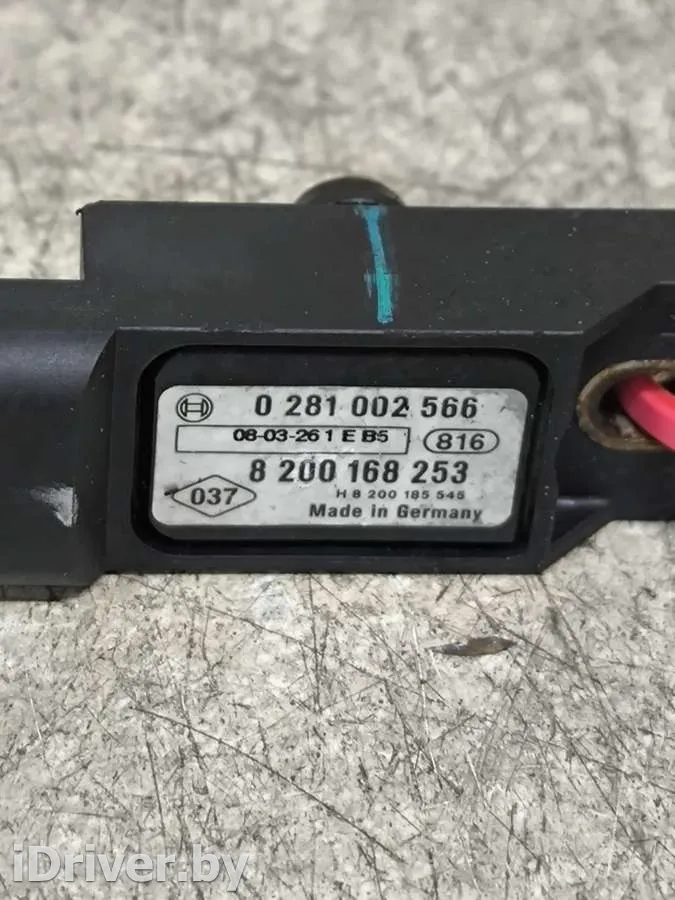 0 281 002 566
08-03-26 1 E B5 816
8 200 168 253
037 H 8 200 185 545
Made in Germany
iDriver.by